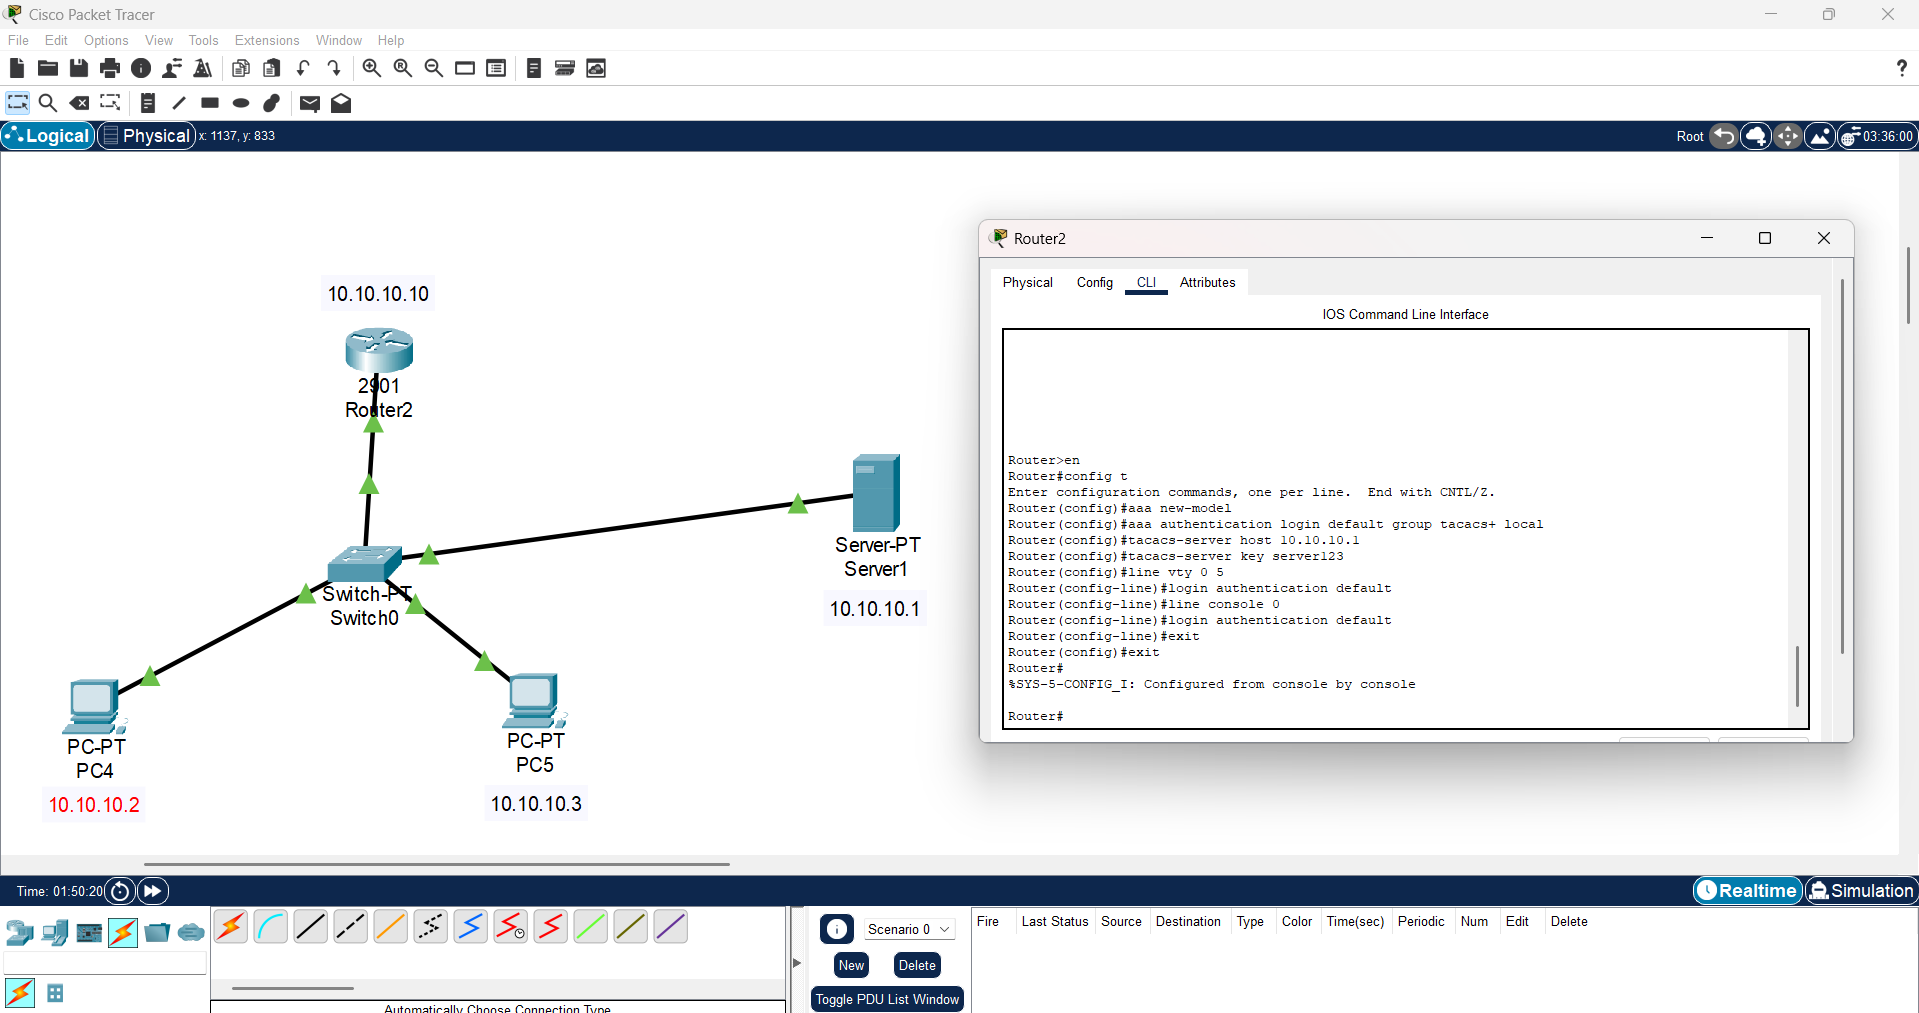 Cisco Packet Tracer
File Edit Options View Tools Extensions Window Help
?
Logical Physical x: 1137, y: 833 Root 03:36:00
10.10.10.10
2901
Router2
Server-PT
Server1
10.10.10.1
Switch-PT
Switch0
PC-PT
PC4
10.10.10.2
PC-PT
PC5
10.10.10.3
Router2
Physical Config CLI Attributes
IOS Command Line Interface
Router>en
Router#config t
Enter configuration commands, one per line.  End with CNTL/Z.
Router(config)#aaa new-model
Router(config)#aaa authentication login default group tacacs+ local
Router(config)#tacacs-server host 10.10.10.1
Router(config)#tacacs-server key server123
Router(config)#line vty 0 5
Router(config-line)#login authentication default
Router(config-line)#line console 0
Router(config-line)#login authentication default
Router(config-line)#exit
Router(config)#exit
Router#
%SYS-5-CONFIG_I: Configured from console by console
Router#
Time: 01:50:20 Realtime Simulation
Scenario 0
New Delete
Toggle PDU List Window
Fire Last Status Source Destination Type Color Time(sec) Periodic Num Edit Delete
Automatically Choose Connection Type